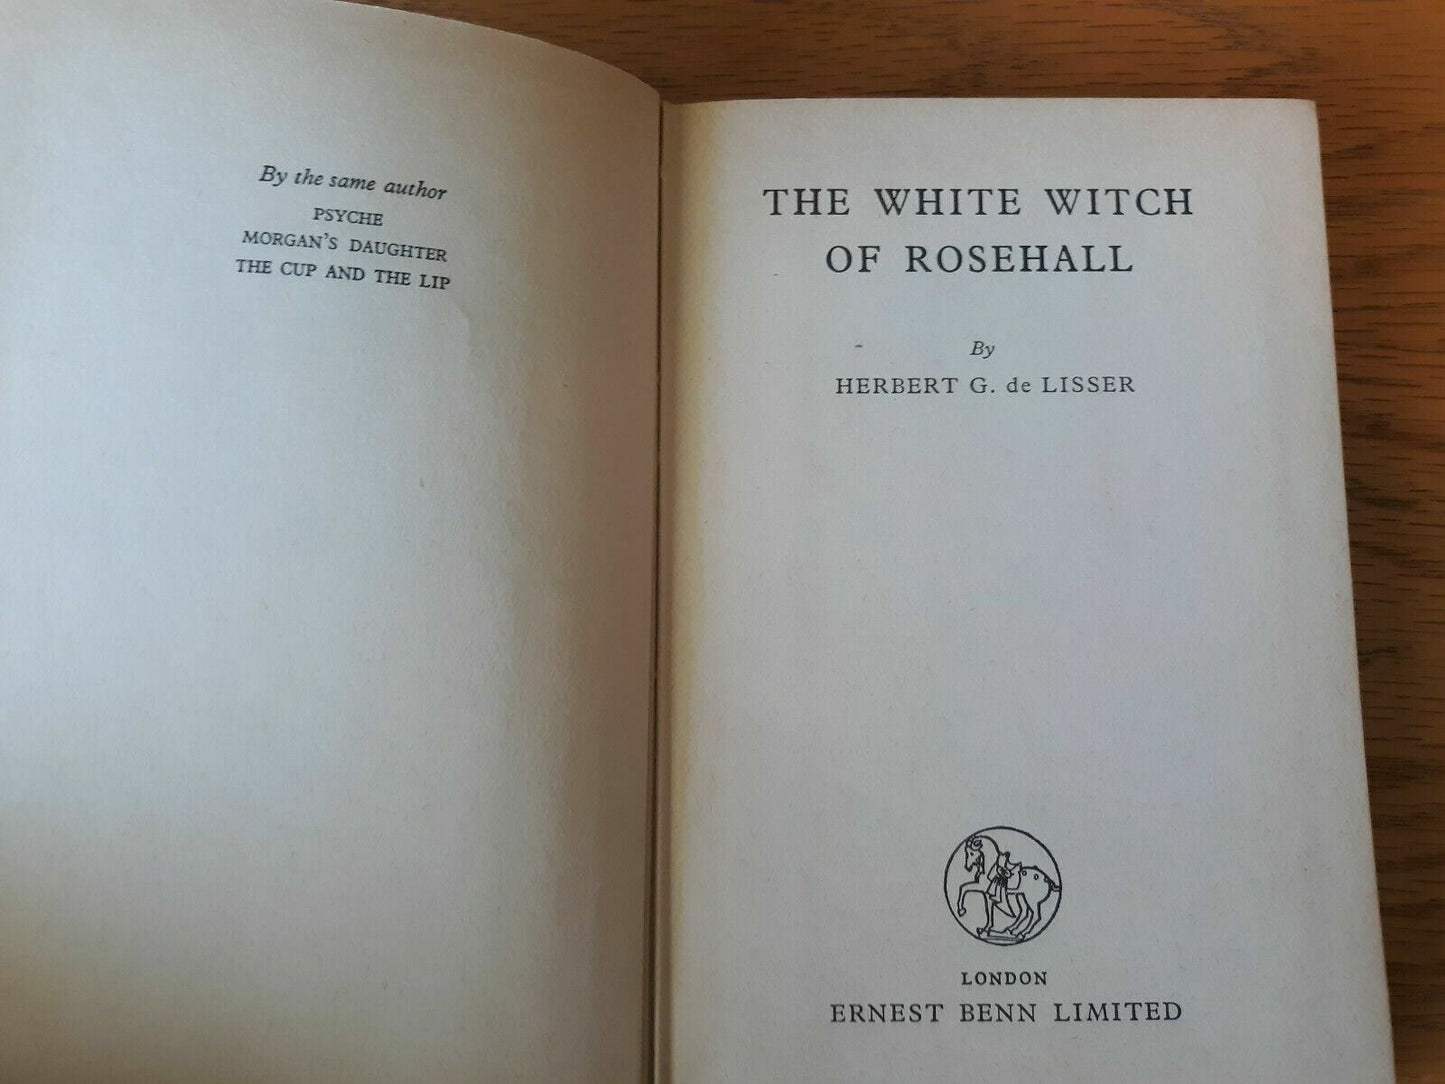 By the same author
PSYCHE
MORGAN'S DAUGHTER
THE CUP AND THE LIP
THE WHITE WITCH
OF ROSEHALL
By
HERBERT G. de LISSER
LONDON
ERNEST BENN LIMITED